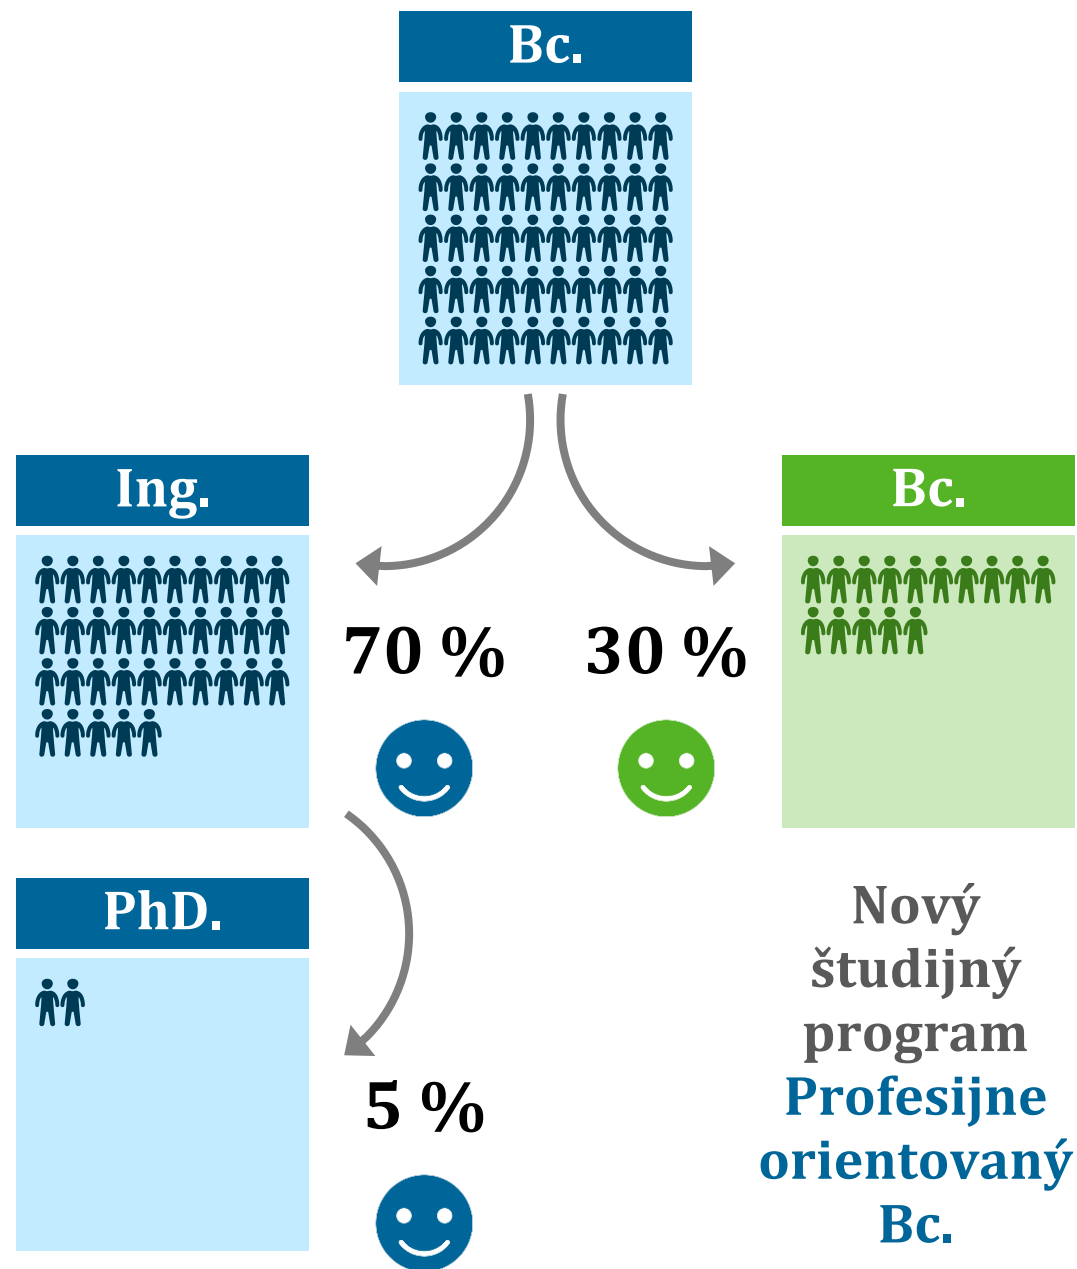 Bc.
Ing.
Bc.
70 %
30 %
PhD.
5 %
Nový
študijný
program
Profesijne
orientovaný
Bc.